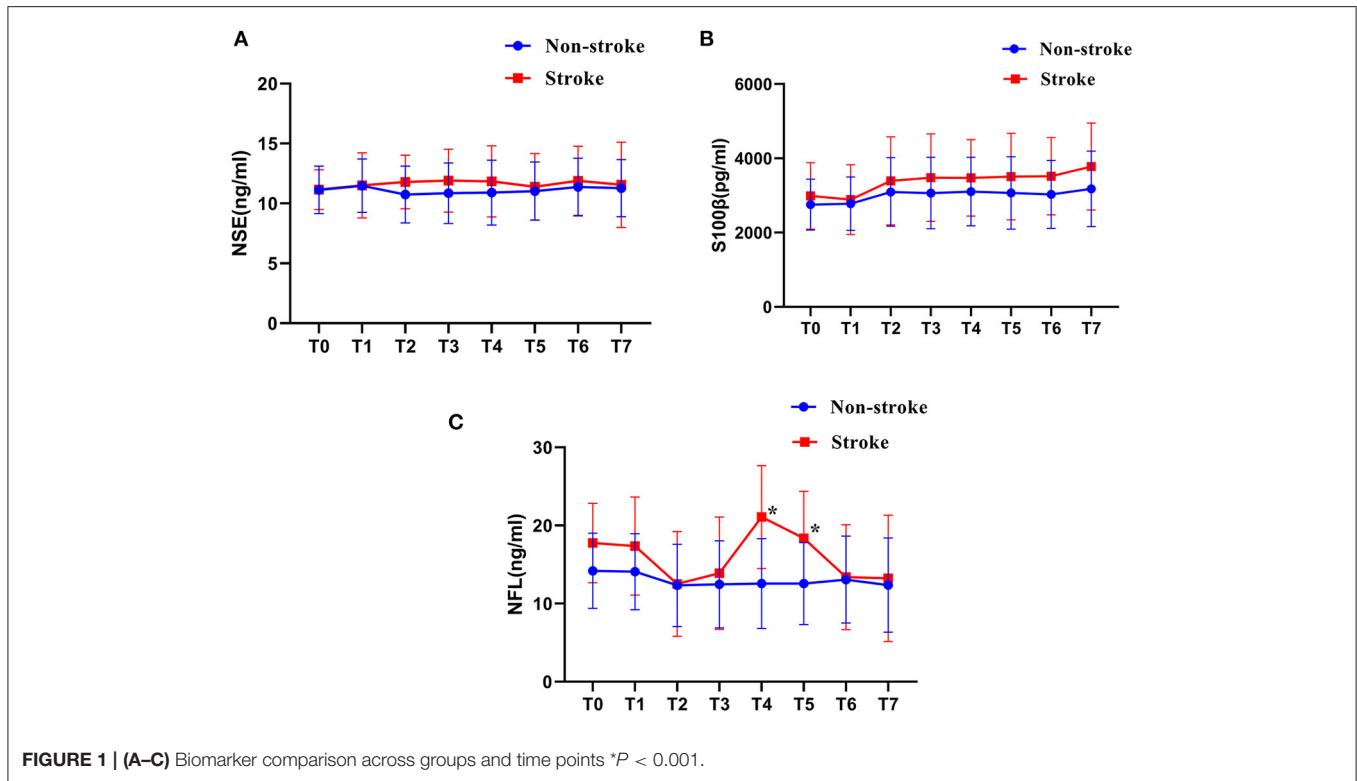 A
Non-stroke
Stroke
NSE(ng/ml)
20
15
10
5
0
T0 T1 T2 T3 T4 T5 T6 T7
B
Non-stroke
Stroke
S100β(pg/ml)
6000
4000
2000
0
T0 T1 T2 T3 T4 T5 T6 T7
C
Non-stroke
Stroke
NFL(ng/ml)
30
20
10
0
* *
T0 T1 T2 T3 T4 T5 T6 T7
FIGURE 1 | (A–C) Biomarker comparison across groups and time points *P < 0.001.